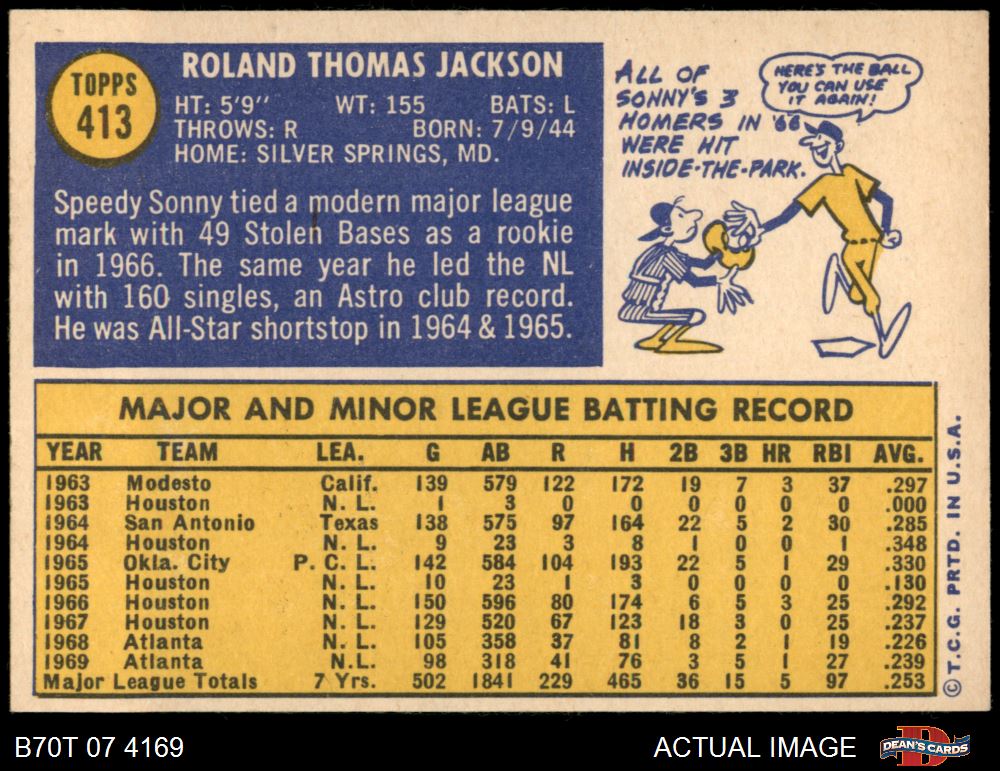 TOPPS
413
ROLAND THOMAS JACKSON
HT: 5'9" WT: 155 BATS: L
THROWS: R BORN: 7/9/44
HOME: SILVER SPRINGS, MD.
Speedy Sonny tied a modern major league
mark with 49 Stolen Bases as a rookie
in 1966. The same year he led the NL
with 160 singles, an Astro club record.
He was All-Star shortstop in 1964 & 1965.
ALL OF
SONNY'S 3
HOMERS IN '66
WERE HIT
INSIDE-THE-PARK.
HERE'S THE BALL
YOU CAN USE
IT AGAIN!
MAJOR AND MINOR LEAGUE BATTING RECORD
YEAR TEAM LEA. G AB R H 2B 3B HR RBI AVG.
1963 Modesto Calif. 139 579 122 172 19 7 3 37 .297
1963 Houston N. L. 1 3 0 0 0 0 0 0 .000
1964 San Antonio Texas 138 575 97 164 22 5 2 30 .285
1964 Houston N. L. 9 23 3 8 1 0 0 1 .348
1965 Okla. City P. C. L. 142 584 104 193 22 5 1 29 .330
1965 Houston N. L. 10 23 1 3 0 0 0 0 .130
1966 Houston N. L. 150 596 80 174 6 5 3 25 .292
1967 Houston N. L. 129 520 67 123 18 3 0 25 .237
1968 Atlanta N. L. 105 358 37 81 8 2 1 19 .226
1969 Atlanta N.L. 98 318 41 76 3 5 1 27 .239
Major League Totals 7 Yrs. 502 1841 229 465 36 15 5 97 .253
© T.C.G. PRTD. IN U.S.A.
B70T 07 4169
ACTUAL IMAGE
DEAN'S CARDS